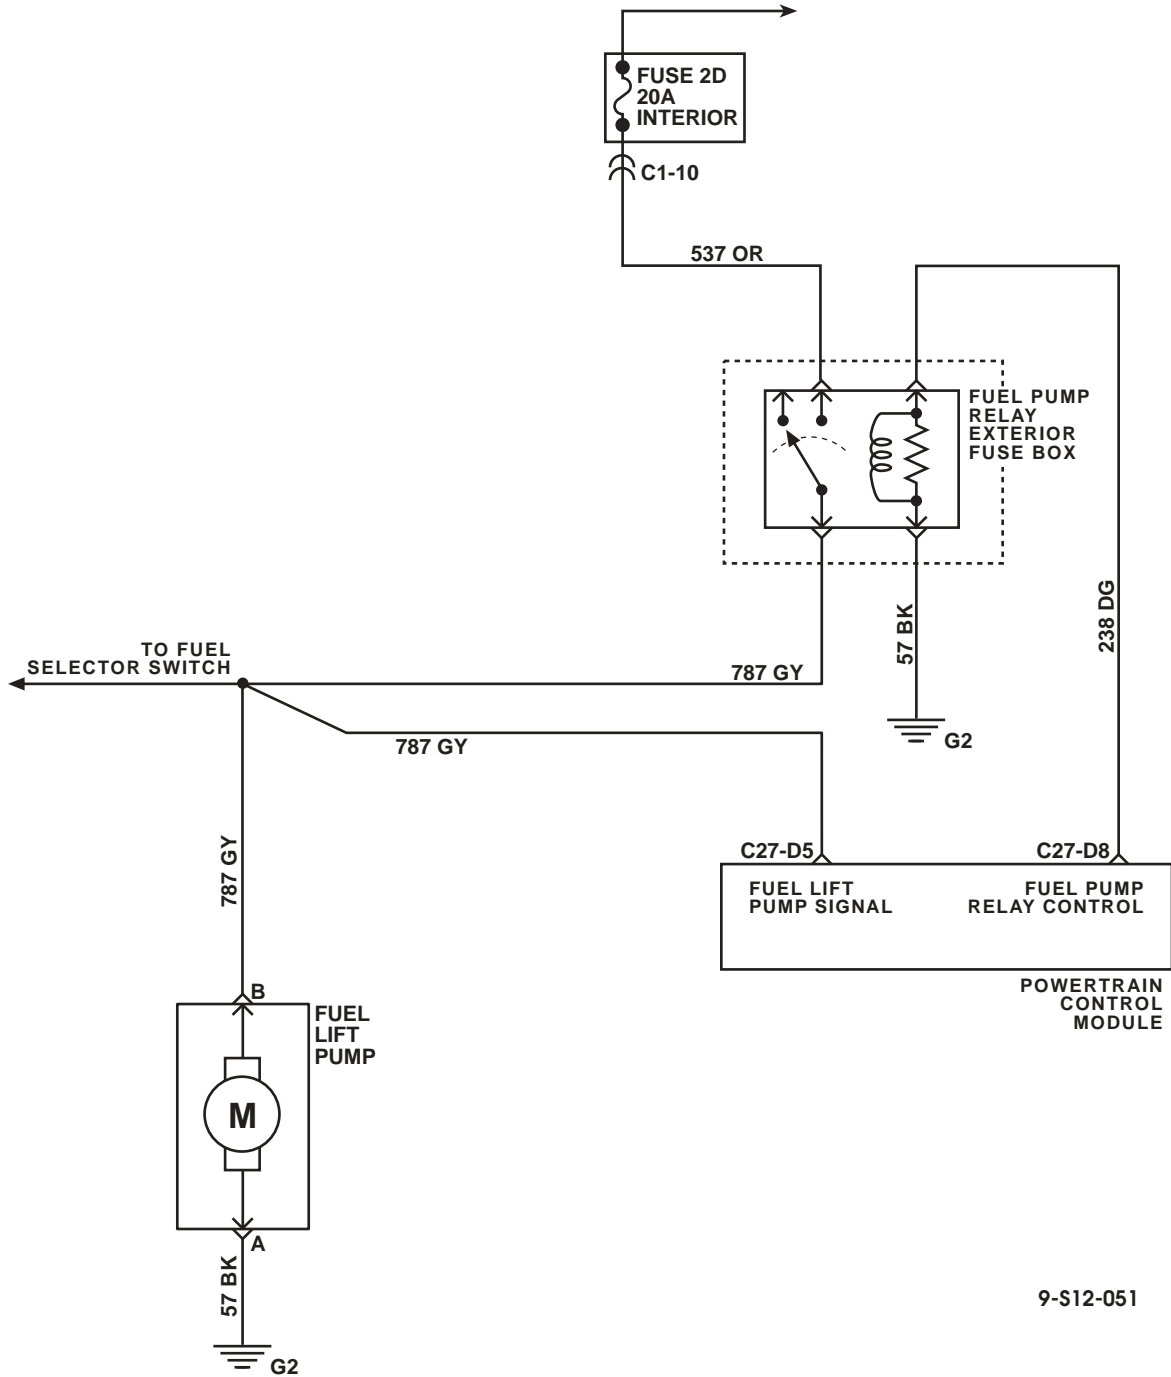 FUSE 2D
20A
INTERIOR
C1-10
537 OR
FUEL PUMP
RELAY
EXTERIOR
FUSE BOX
57 BK
238 DG
TO FUEL
SELECTOR SWITCH
787 GY
G2
787 GY
787 GY
C27-D5
C27-D8
FUEL LIFT
PUMP SIGNAL
FUEL PUMP
RELAY CONTROL
POWERTRAIN
CONTROL
MODULE
B
FUEL
LIFT
PUMP
M
A
57 BK
G2
9-S12-051